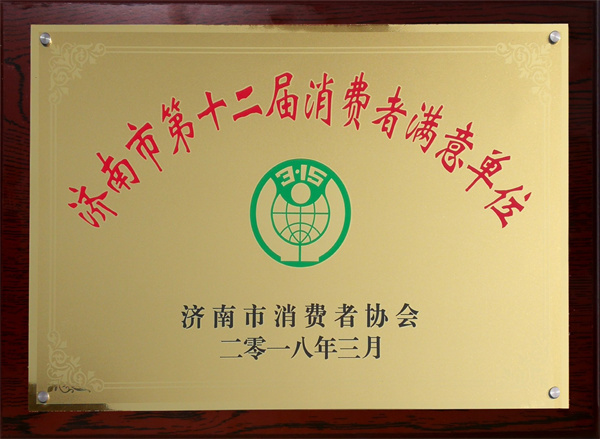 济南市第十二届消费者满意单位
3·15
济南市消费者协会
二零一八年三月